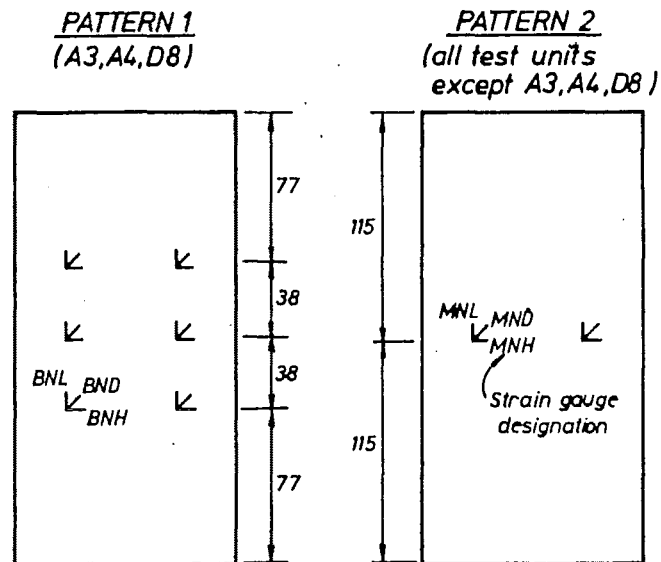 PATTERN 1
(A3,A4,D8)
77
38
38
77
BNL
BND
BNH
PATTERN 2
(all test units
except A3,A4,D8)
115
115
MNL
MND
MNH
Strain gauge
designation